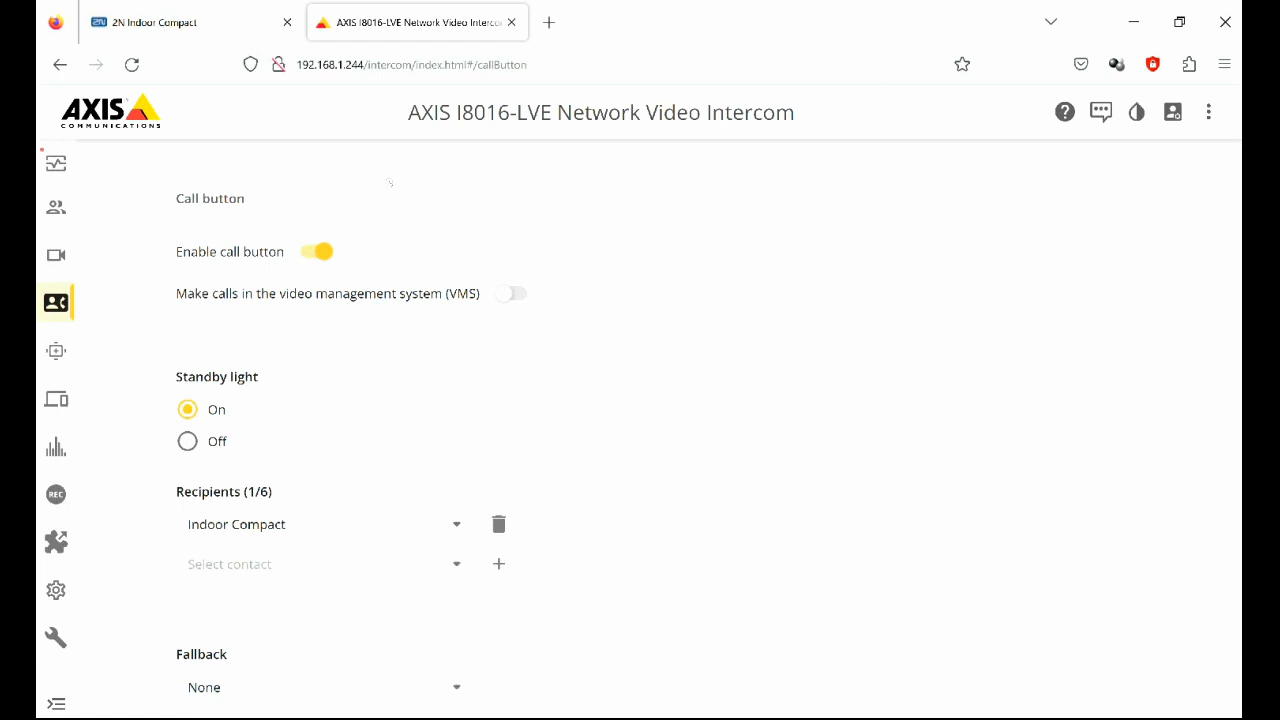 2N 2N Indoor Compact
AXIS I8016-LVE Network Video Interco
192.168.1.244/intercom/index.html#/callButton
AXIS
COMMUNICATIONS
AXIS I8016-LVE Network Video Intercom
Call button
Enable call button
Make calls in the video management system (VMS)
Standby light
On
Off
Recipients (1/6)
Indoor Compact
Select contact
REC
Fallback
None